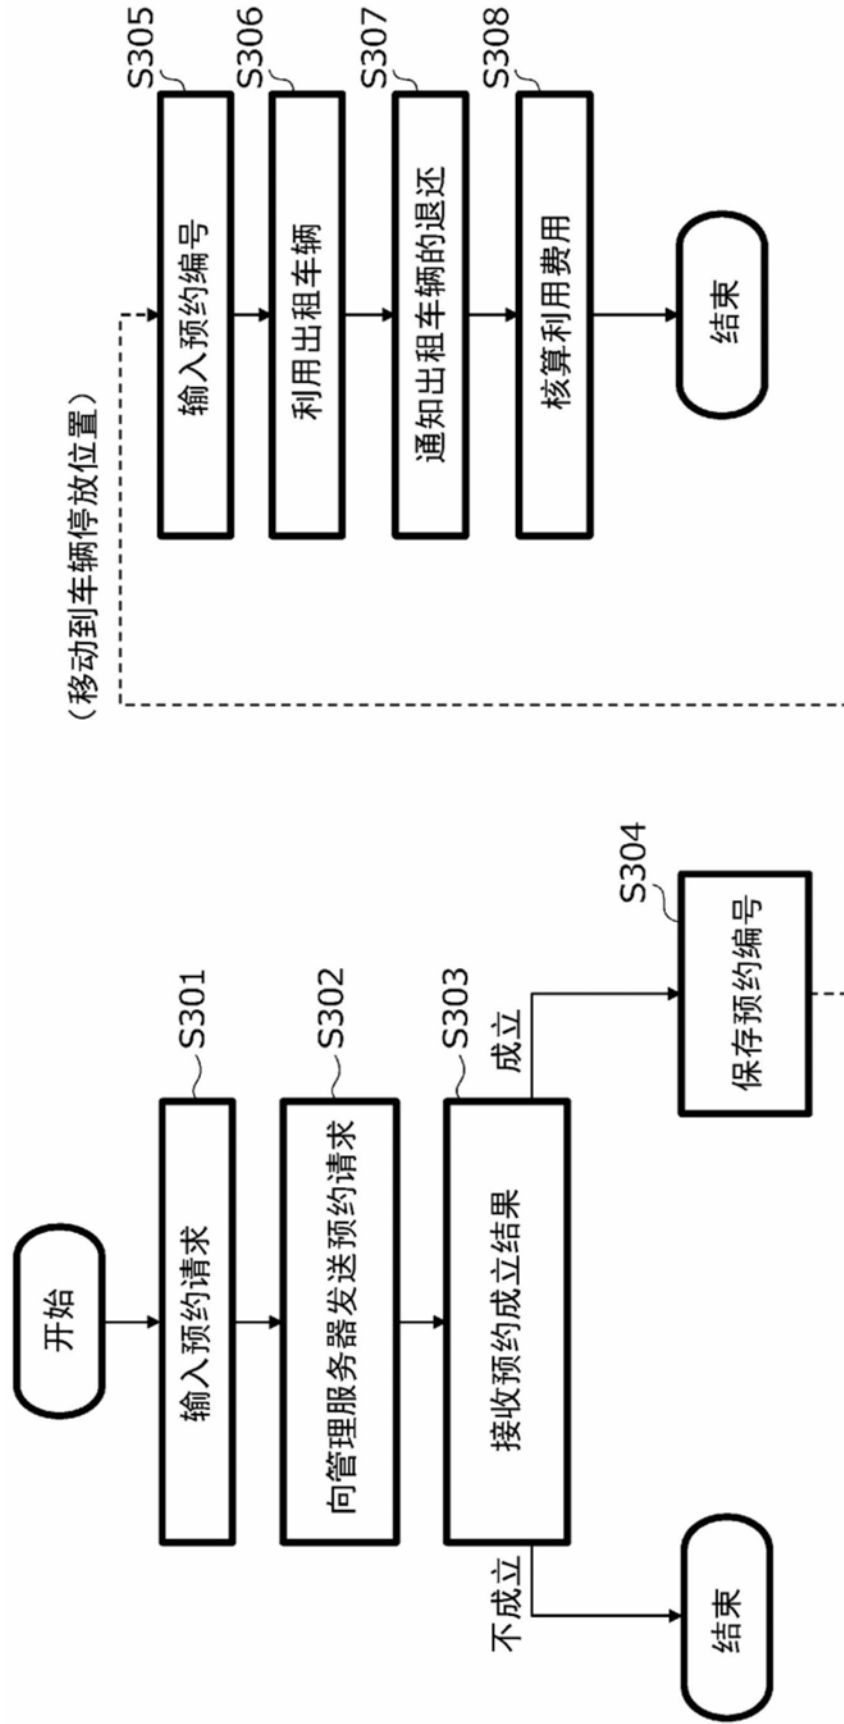 开始
输入预约请求
S301
向管理服务器发送预约请求
S302
接收预约成立结果
S303
不成立
成立
结束
保存预约编号
S304
（移动到车辆停放位置）
输入预约编号
S305
利用出租车辆
S306
通知出租车辆的退还
S307
核算利用费用
S308
结束